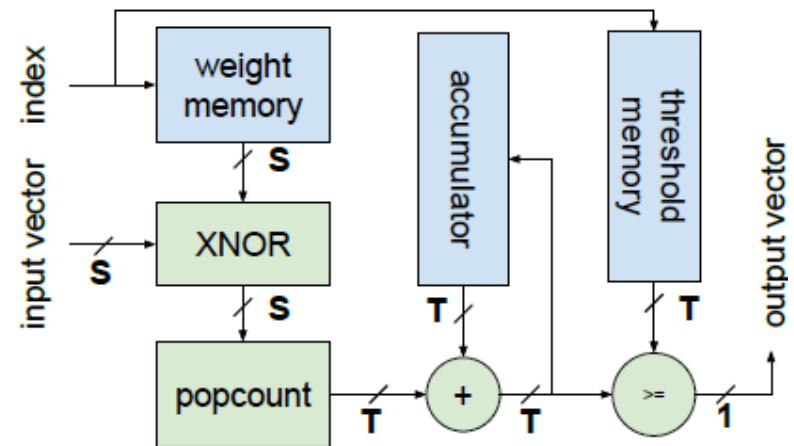 index
weight
memory
S
input vector
S
XNOR
S
popcount
T
accumulator
T
+
T
threshold
memory
T
>=
1
output vector